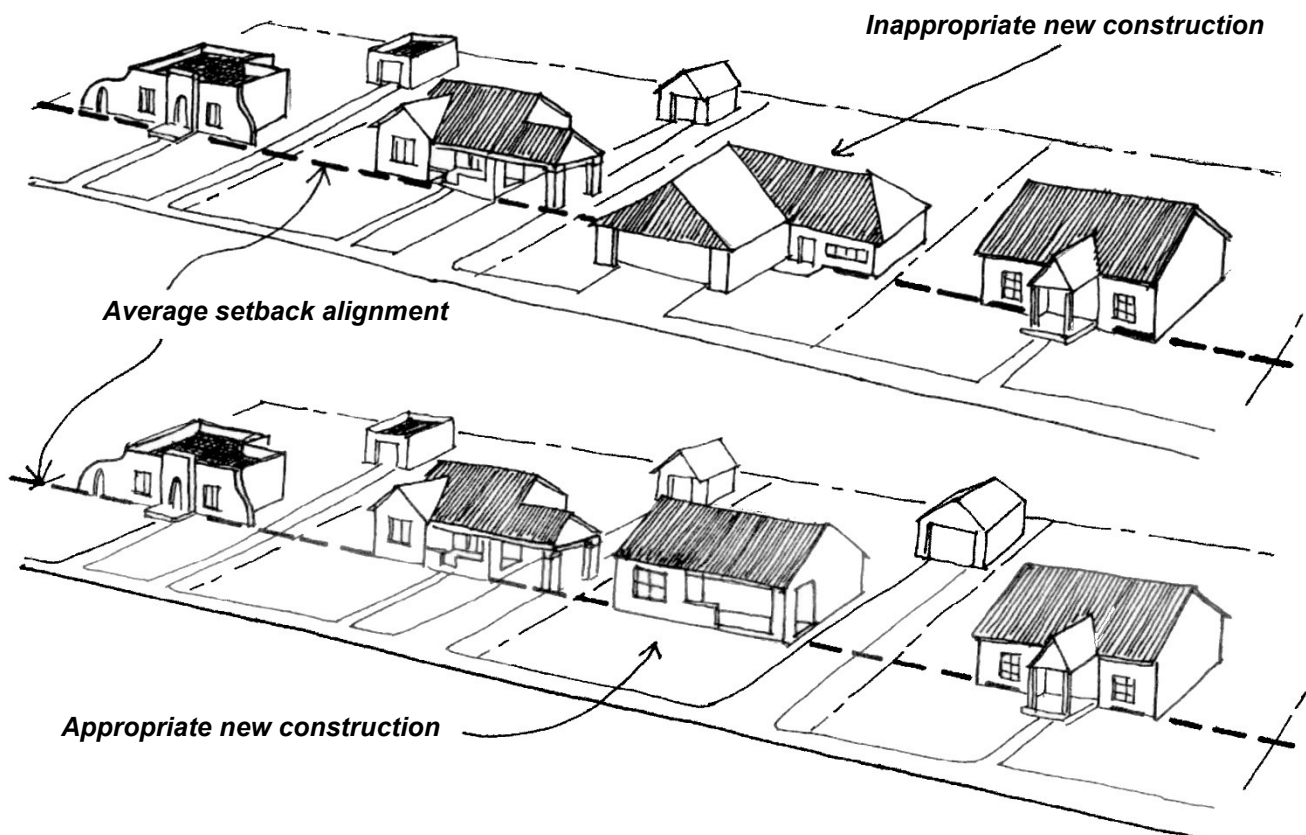 Inappropriate new construction
Average setback alignment
Appropriate new construction